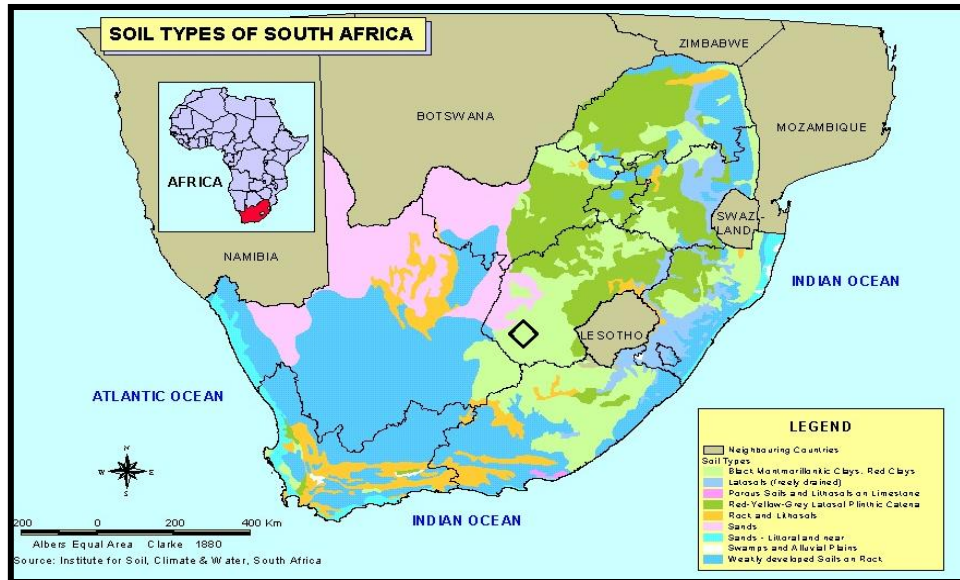 SOIL TYPES OF SOUTH AFRICA
ZIMBABWE
BOTSWANA
MOZAMBIQUE
AFRICA
SWAZI-
LAND
NAMIBIA
INDIAN OCEAN
LESOTHO
ATLANTIC OCEAN
N
W E
S
INDIAN OCEAN
200 0 200 400 Km
Albers Equal Area Clarke 1880
Source: Institute for Soil, Climate & Water, South Africa
LEGEND
Neighbouring Countries
Soil Types
Black Montmorillonitic Clays, Red Clays
Latosols (freely drained)
Porous Soils and Lithosols on Limestone
Red-Yellow-Grey Latosol Plinthic Catena
Rock and Lithosols
Sands
Sands - Littoral and near
Swamps and Alluvial Plains
Weakly developed Soils on Rock